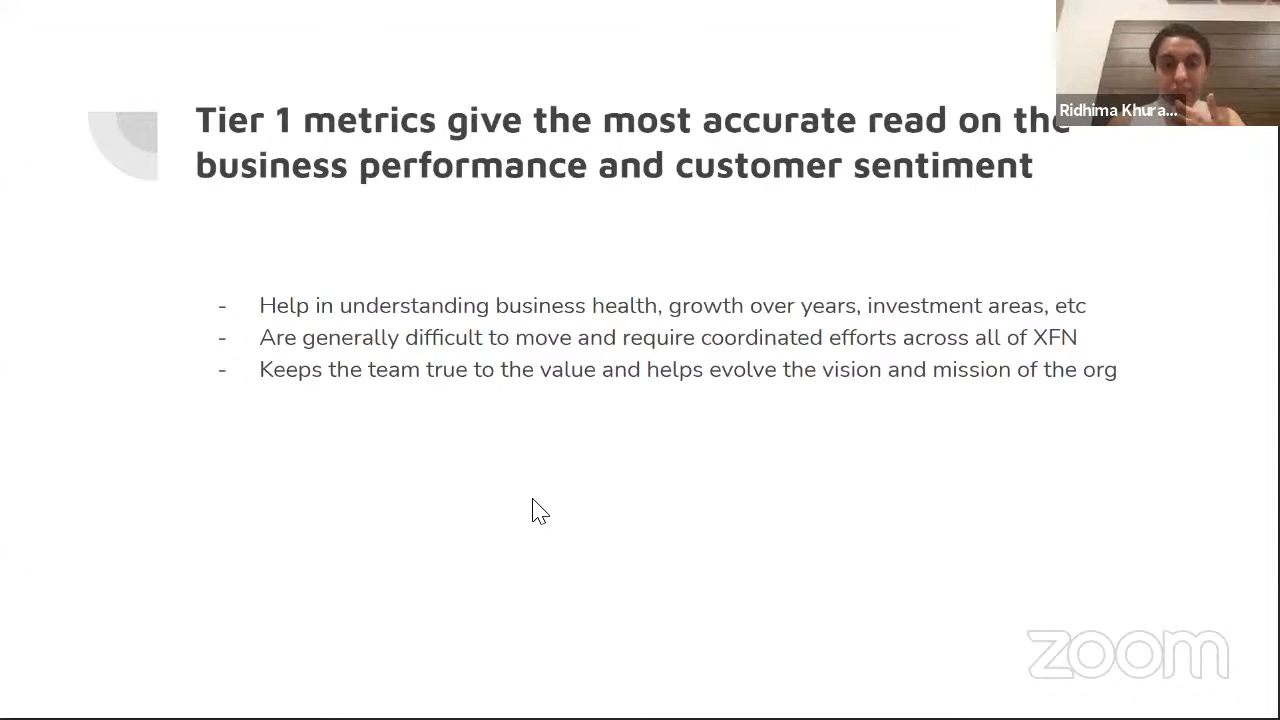 Ridhima Khura...
Tier 1 metrics give the most accurate read on the
business performance and customer sentiment
- Help in understanding business health, growth over years, investment areas, etc
- Are generally difficult to move and require coordinated efforts across all of XFN
- Keeps the team true to the value and helps evolve the vision and mission of the org
zoom